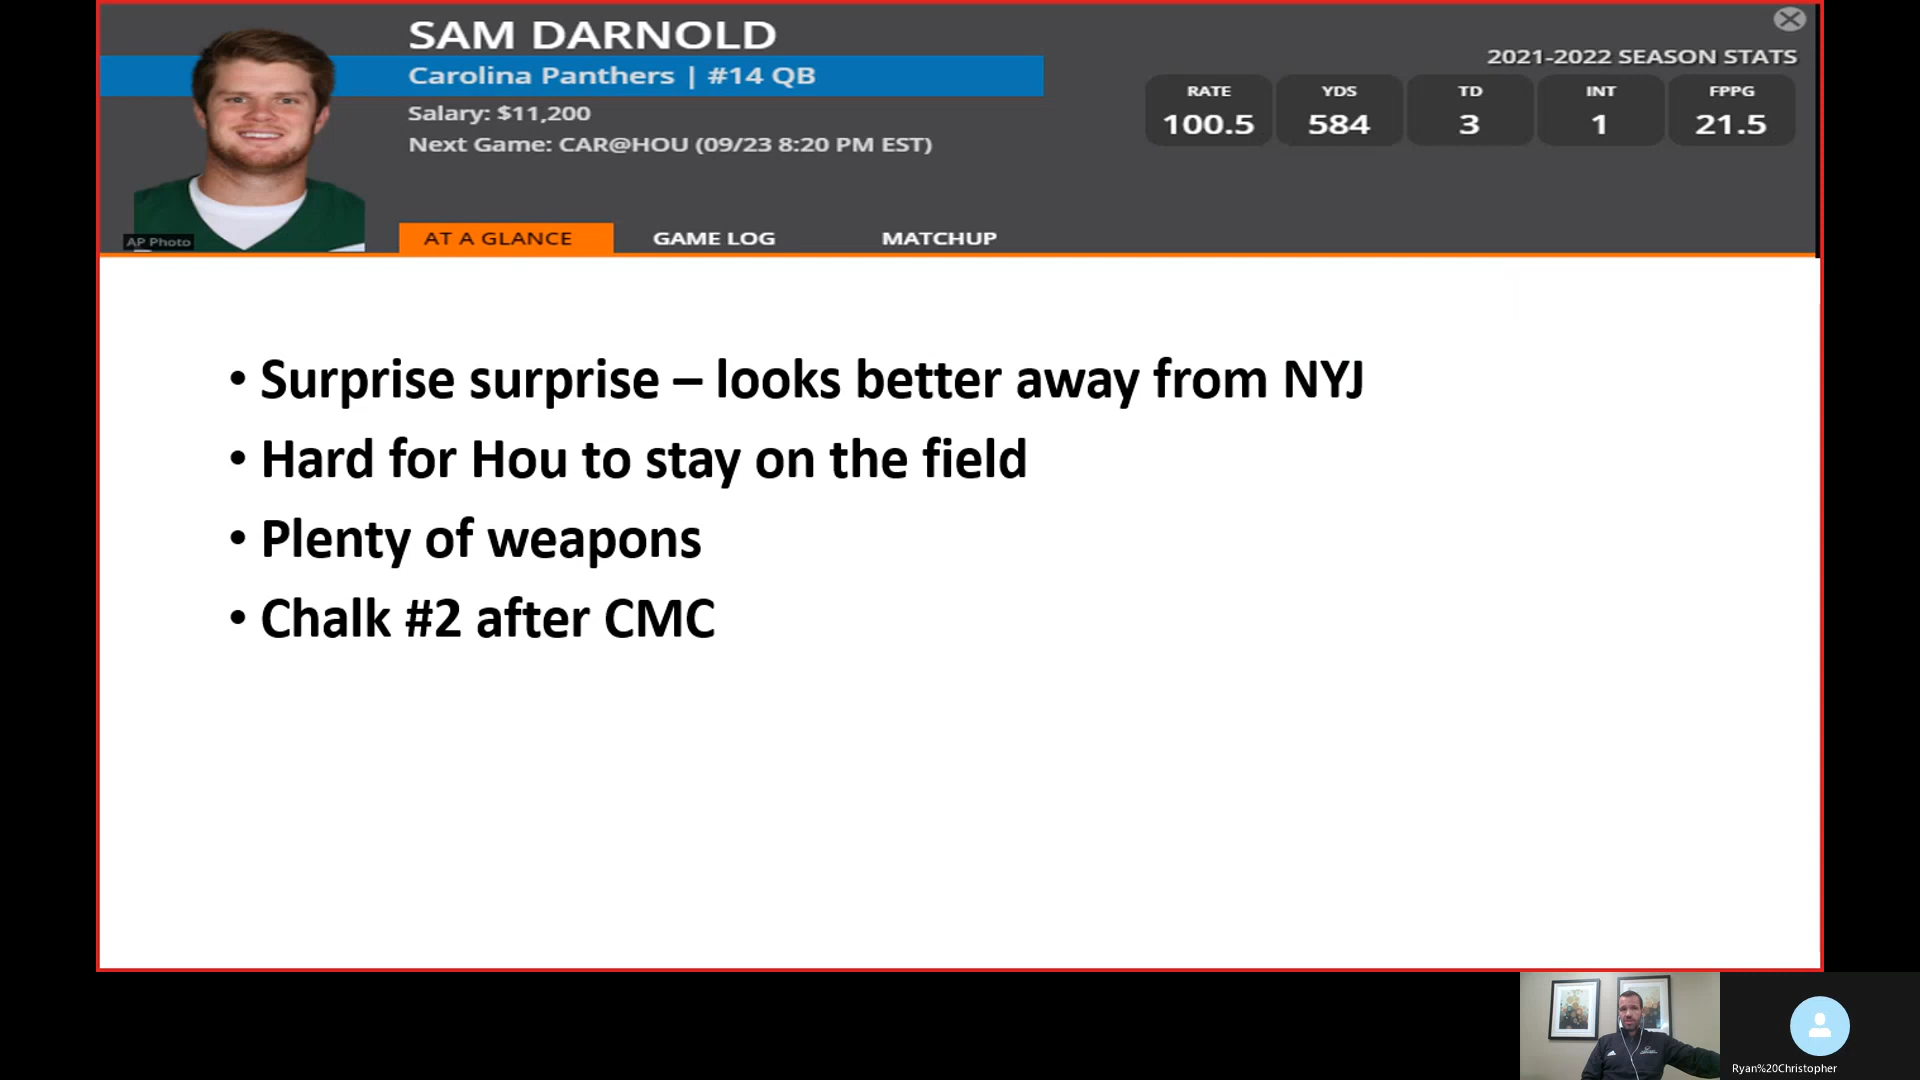 SAM DARNOLD
Carolina Panthers | #14 QB
Salary: $11,200
Next Game: CAR@HOU (09/23 8:20 PM EST)
2021-2022 SEASON STATS
RATE YDS TD INT FPPG
100.5 584 3 1 21.5
AP Photo
AT A GLANCE GAME LOG MATCHUP
• Surprise surprise – looks better away from NYJ
• Hard for Hou to stay on the field
• Plenty of weapons
• Chalk #2 after CMC
Ryan%20Christopher